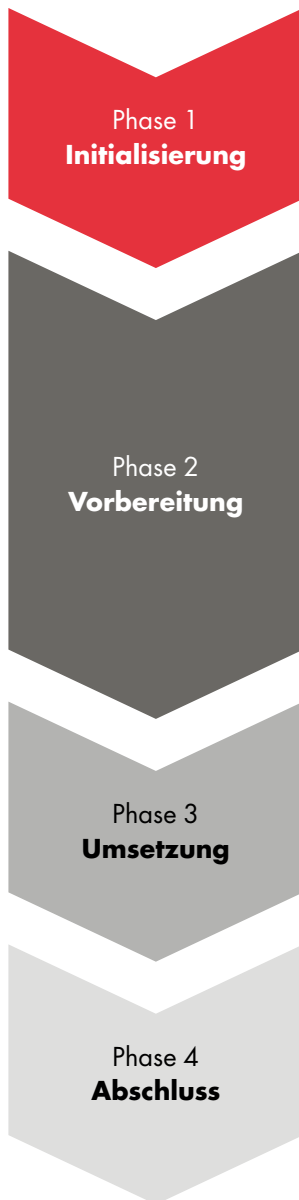 Phase 1
Initialisierung
Phase 2
Vorbereitung
Phase 3
Umsetzung
Phase 4
Abschluss